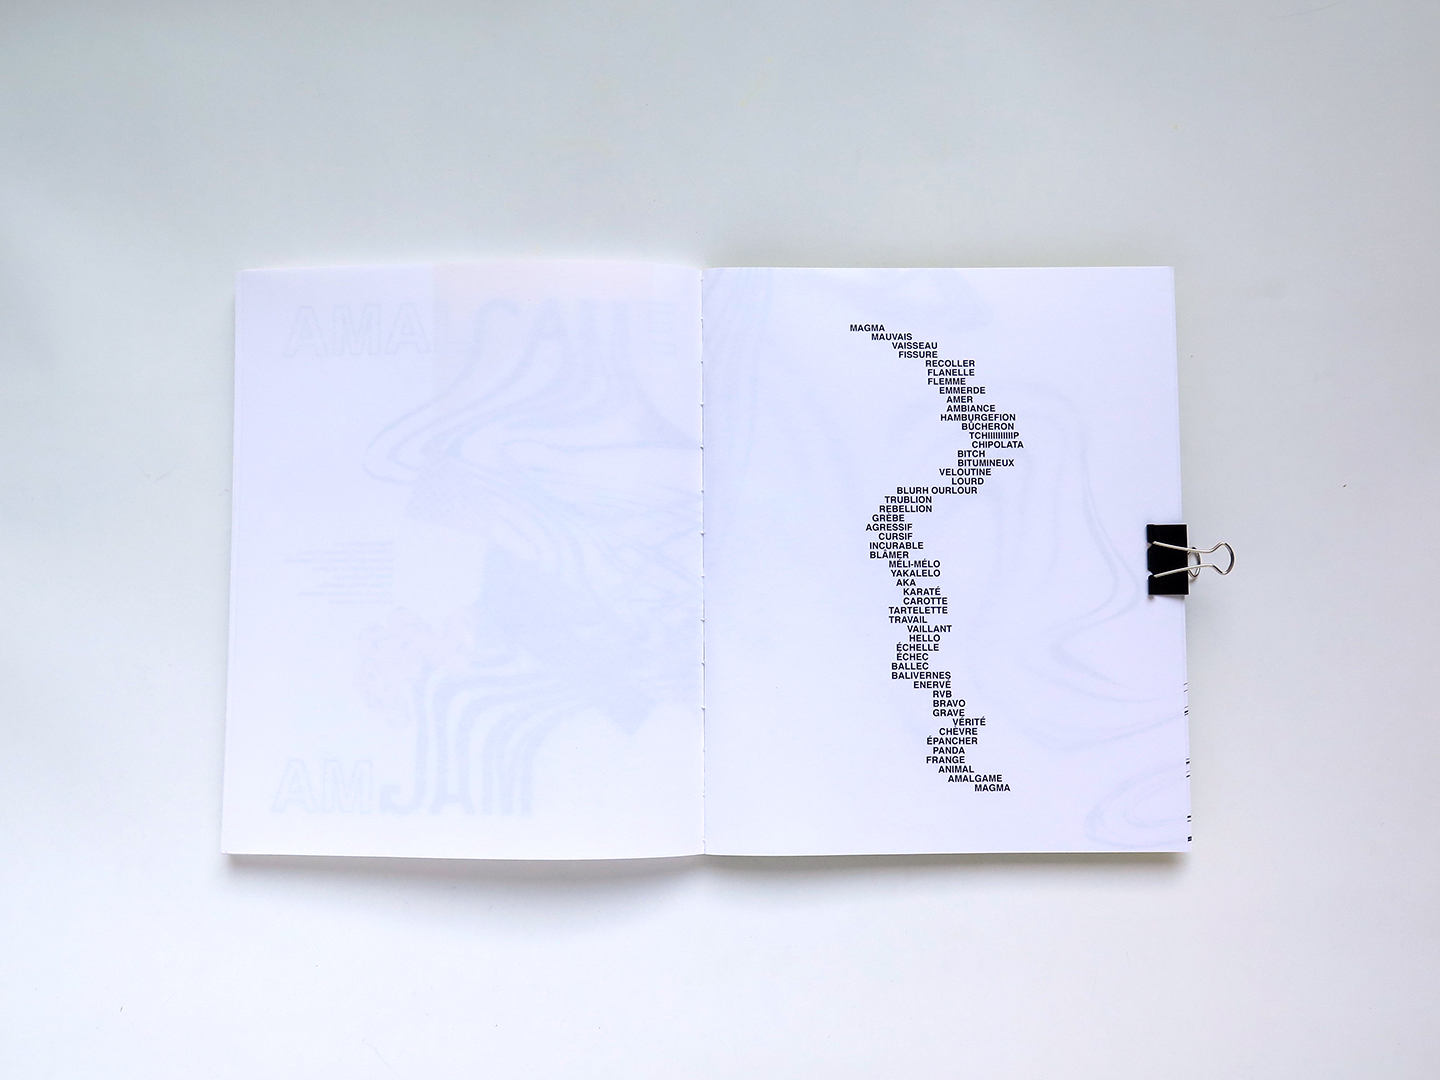 MAGMA
MAUVAIS
VAISSEAU
FISSURE
RECOLLER
FLANELLE
FLEMME
EMMERDE
AMER
AMBIANCE
HAMBURGEFION
BÛCHERON
TCHIIIIIIIIIP
CHIPOLATA
BITCH
BITUMINEUX
VELOUTINE
LOURD
BLURH OURLOUR
TRUBLION
REBELLION
GRÈBE
AGRESSIF
CURSIF
INCURABLE
BLÂMER
MÉLI-MÉLO
YAKALELO
AKA
KARATÉ
CAROTTE
TARTELETTE
TRAVAIL
VAILLANT
HELLO
ÉCHELLE
ÉCHEC
BALLEC
BALIVERNES
ENERVÉ
RVB
BRAVO
GRAVE
VÉRITÉ
CHÈVRE
ÉPANCHER
PANDA
FRANGE
ANIMAL
AMALGAME
MAGMA